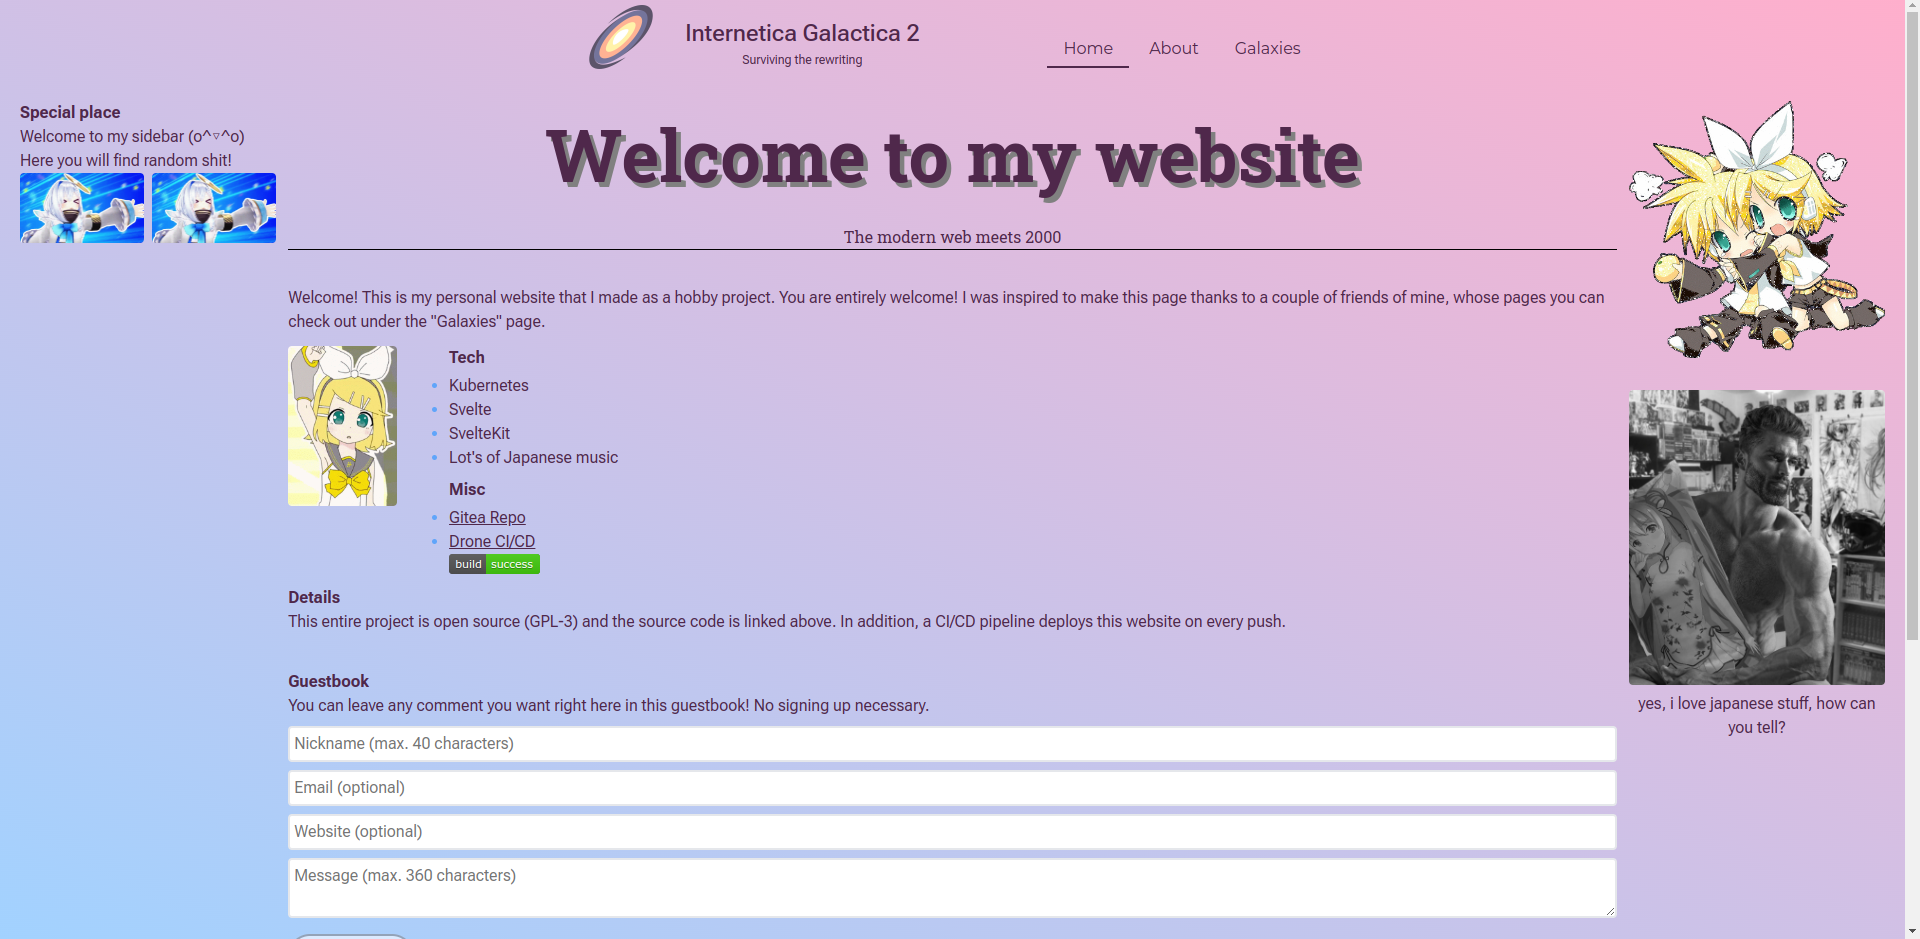 Internetica Galactica 2
Surviving the rewriting
Home
About
Galaxies
Special place
Welcome to my sidebar (o^▽^o)
Here you will find random shit!
Welcome to my website
The modern web meets 2000
Welcome! This is my personal website that I made as a hobby project. You are entirely welcome! I was inspired to make this page thanks to a couple of friends of mine, whose pages you can
check out under the "Galaxies" page.
Tech
Kubernetes
Svelte
SvelteKit
Lot's of Japanese music
Misc
Gitea Repo
Drone CI/CD
build success
Details
This entire project is open source (GPL-3) and the source code is linked above. In addition, a CI/CD pipeline deploys this website on every push.
Guestbook
You can leave any comment you want right here in this guestbook! No signing up necessary.
Nickname (max. 40 characters)
Email (optional)
Website (optional)
Message (max. 360 characters)
yes, i love japanese stuff, how can
you tell?